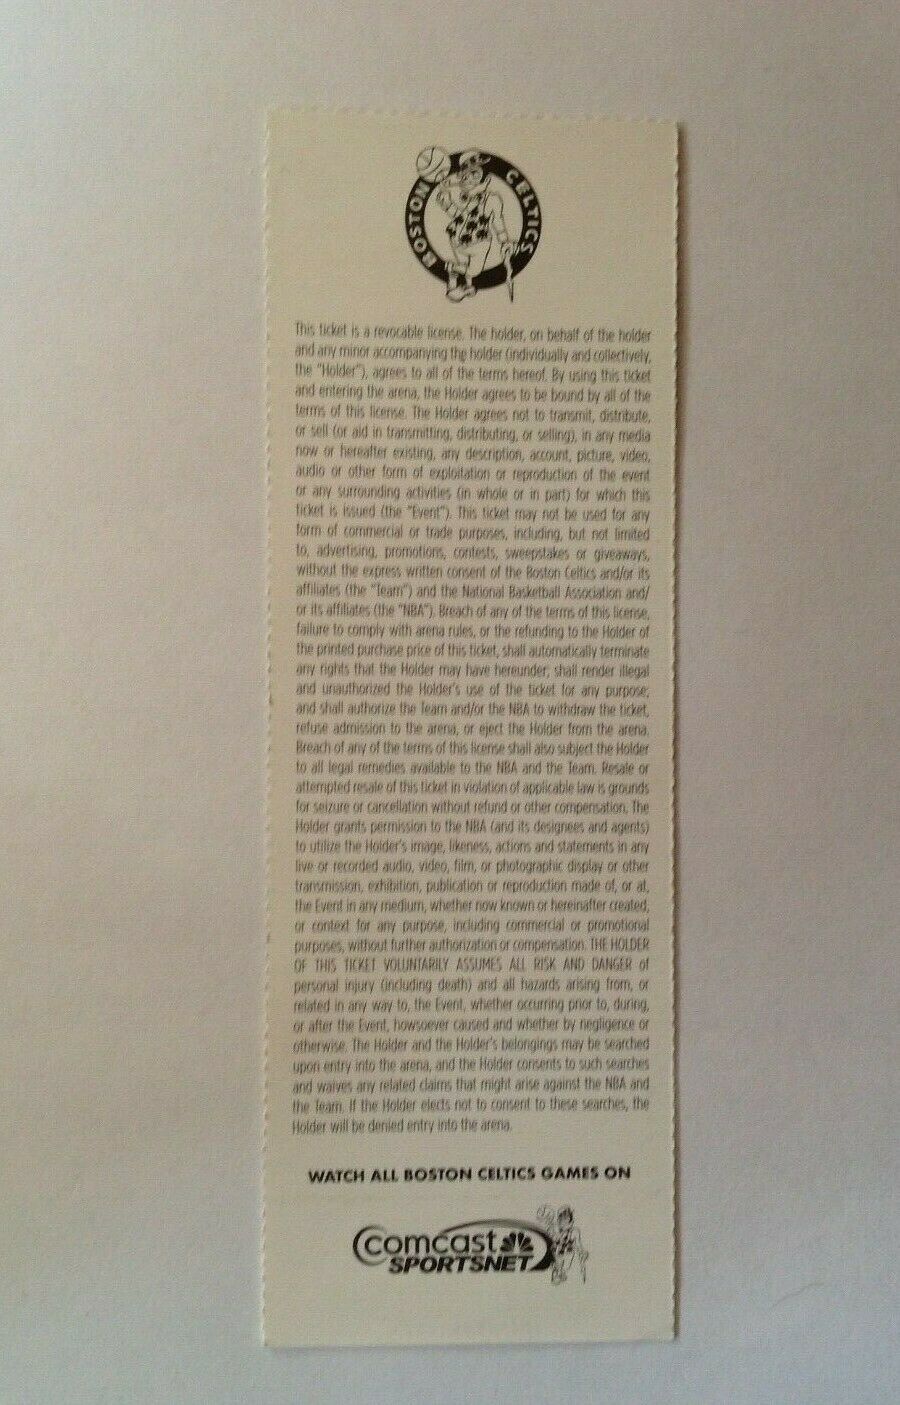 BOSTON CELTICS
This ticket is a revocable license. The holder, on behalf of the holder
and any minor accompanying the holder (individually and collectively,
the "Holder"), agrees to all of the terms hereof. By using this ticket
and entering the arena, the Holder agrees to be bound by all of the
terms of this license. The Holder agrees not to transmit, distribute,
or sell (or aid in transmitting, distributing, or selling), in any media
now or hereafter existing, any description, account, picture, video,
audio or other form of exploitation or reproduction of the event
or any surrounding activities (in whole or in part) for which this
ticket is issued (the "Event"). This ticket may not be used for any
form of commercial or trade purposes, including, but not limited
to, advertising, promotions, contests, sweepstakes or giveaways,
without the express written consent of the Boston Celtics and/or its
affiliates (the "Team") and the National Basketball Association and/
or its affiliates (the "NBA"). Breach of any of the terms of this license,
failure to comply with arena rules, or the refunding to the Holder of
the printed purchase price of this ticket, shall automatically terminate
any rights that the Holder may have hereunder; shall render illegal
and unauthorized the Holder's use of the ticket for any purpose;
and shall authorize the Team and/or the NBA to withdraw the ticket,
refuse admission to the arena, or eject the Holder from the arena.
Breach of any of the terms of this license shall also subject the Holder
to all legal remedies available to the NBA and the Team. Resale or
attempted resale of this ticket in violation of applicable law is grounds
for seizure or cancellation without refund or other compensation. The
Holder grants permission to the NBA (and its designees and agents)
to utilize the Holder's image, likeness, actions and statements in any
live or recorded audio, video, film, or photographic display or other
transmission, exhibition, publication or reproduction made of, or at,
the Event in any medium, whether now known or hereinafter created,
or context for any purpose, including commercial or promotional
purposes, without further authorization or compensation. THE HOLDER
OF THIS TICKET VOLUNTARILY ASSUMES ALL RISK AND DANGER of
personal injury (including death) and all hazards arising from, or
related in any way to, the Event, whether occurring prior to, during,
or after the Event, howsoever caused and whether by negligence or
otherwise. The Holder and the Holder's belongings may be searched
upon entry into the arena, and the Holder consents to such searches
and waives any related claims that might arise against the NBA and
the Team. If the Holder elects not to consent to these searches, the
Holder will be denied entry into the arena.
WATCH ALL BOSTON CELTICS GAMES ON
comcast
SPORTSNET